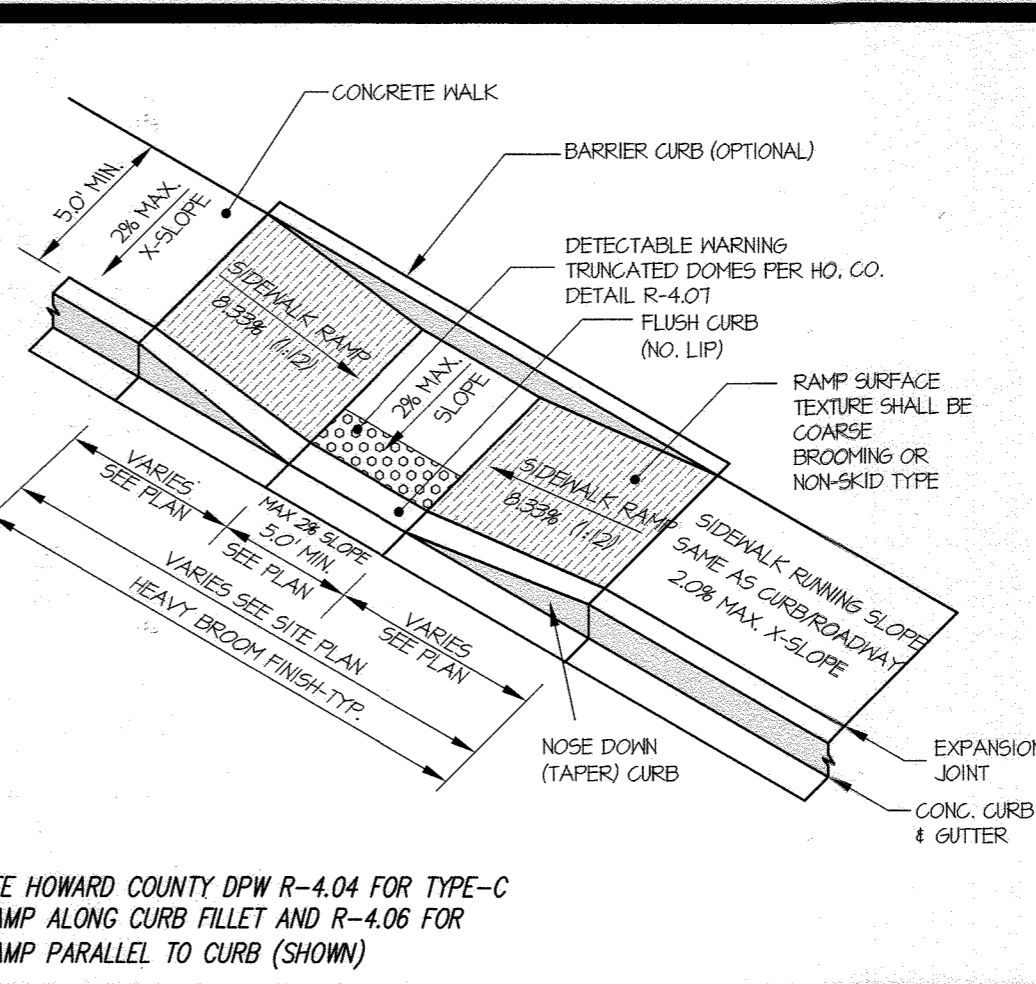 CONCRETE WALK
BARRIER CURB (OPTIONAL)
5.0' MIN.
2% MAX.
X-SLOPE
DETECTABLE WARNING
TRUNCATED DOMES PER HO. CO.
DETAIL R-4.07
FLUSH CURB
(NO. LIP)
SIDEWALK RAMP
8.33% (1:12)
2% MAX.
SLOPE
RAMP SURFACE
TEXTURE SHALL BE
COARSE
BROOMING OR
NON-SKID TYPE
SIDEWALK RAMP
8.33% (1:12)
SIDEWALK RUNNING SLOPE
SAME AS CURB/ROADWAY
2.0% MAX. X-SLOPE
VARIES
SEE PLAN
MAX 2% SLOPE
5.0' MIN.
SEE PLAN
VARIES
SEE PLAN
VARIES SEE SITE PLAN
HEAVY BROOM FINISH-TYP.
NOSE DOWN
(TAPER) CURB
EXPANSION
JOINT
CONC. CURB
& GUTTER
EE HOWARD COUNTY DPW R-4.04 FOR TYPE-C
AMP ALONG CURB FILLET AND R-4.06 FOR
AMP PARALLEL TO CURB (SHOWN)